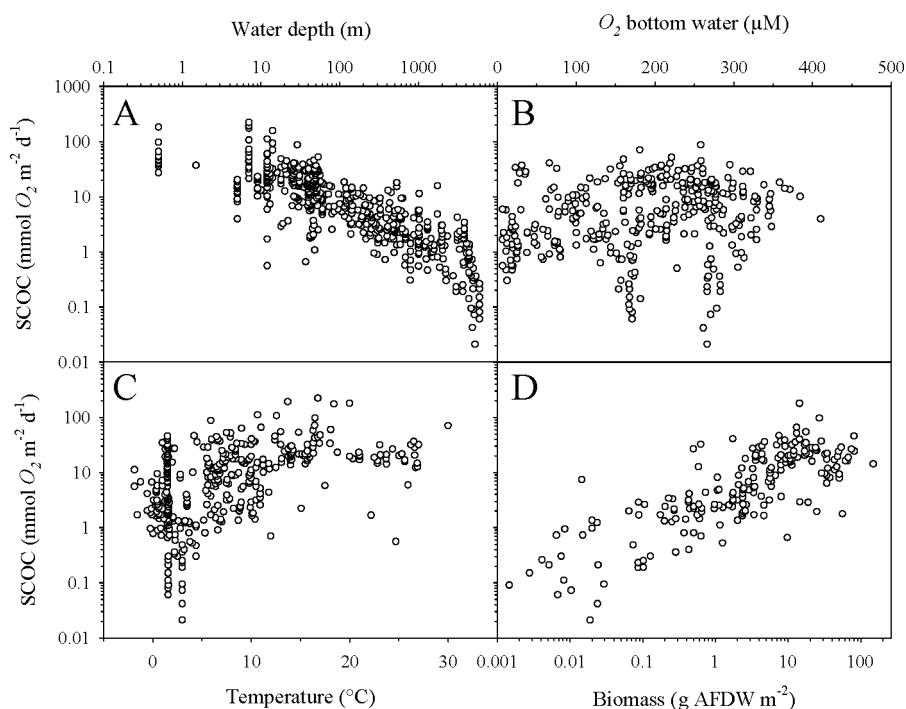 Water depth (m)
O₂ bottom water (µM)
0.1 1 10 100 1000 0 100 200 300 400 500
1000
100
10
1
0.1
0.01
SCOC (mmol O₂ m⁻² d⁻¹)
A
B
100
10
1
0.1
0.01
SCOC (mmol O₂ m⁻² d⁻¹)
C
D
0 10 20 30 0.001 0.01 0.1 1 10 100
Temperature (°C)
Biomass (g AFDW m⁻²)